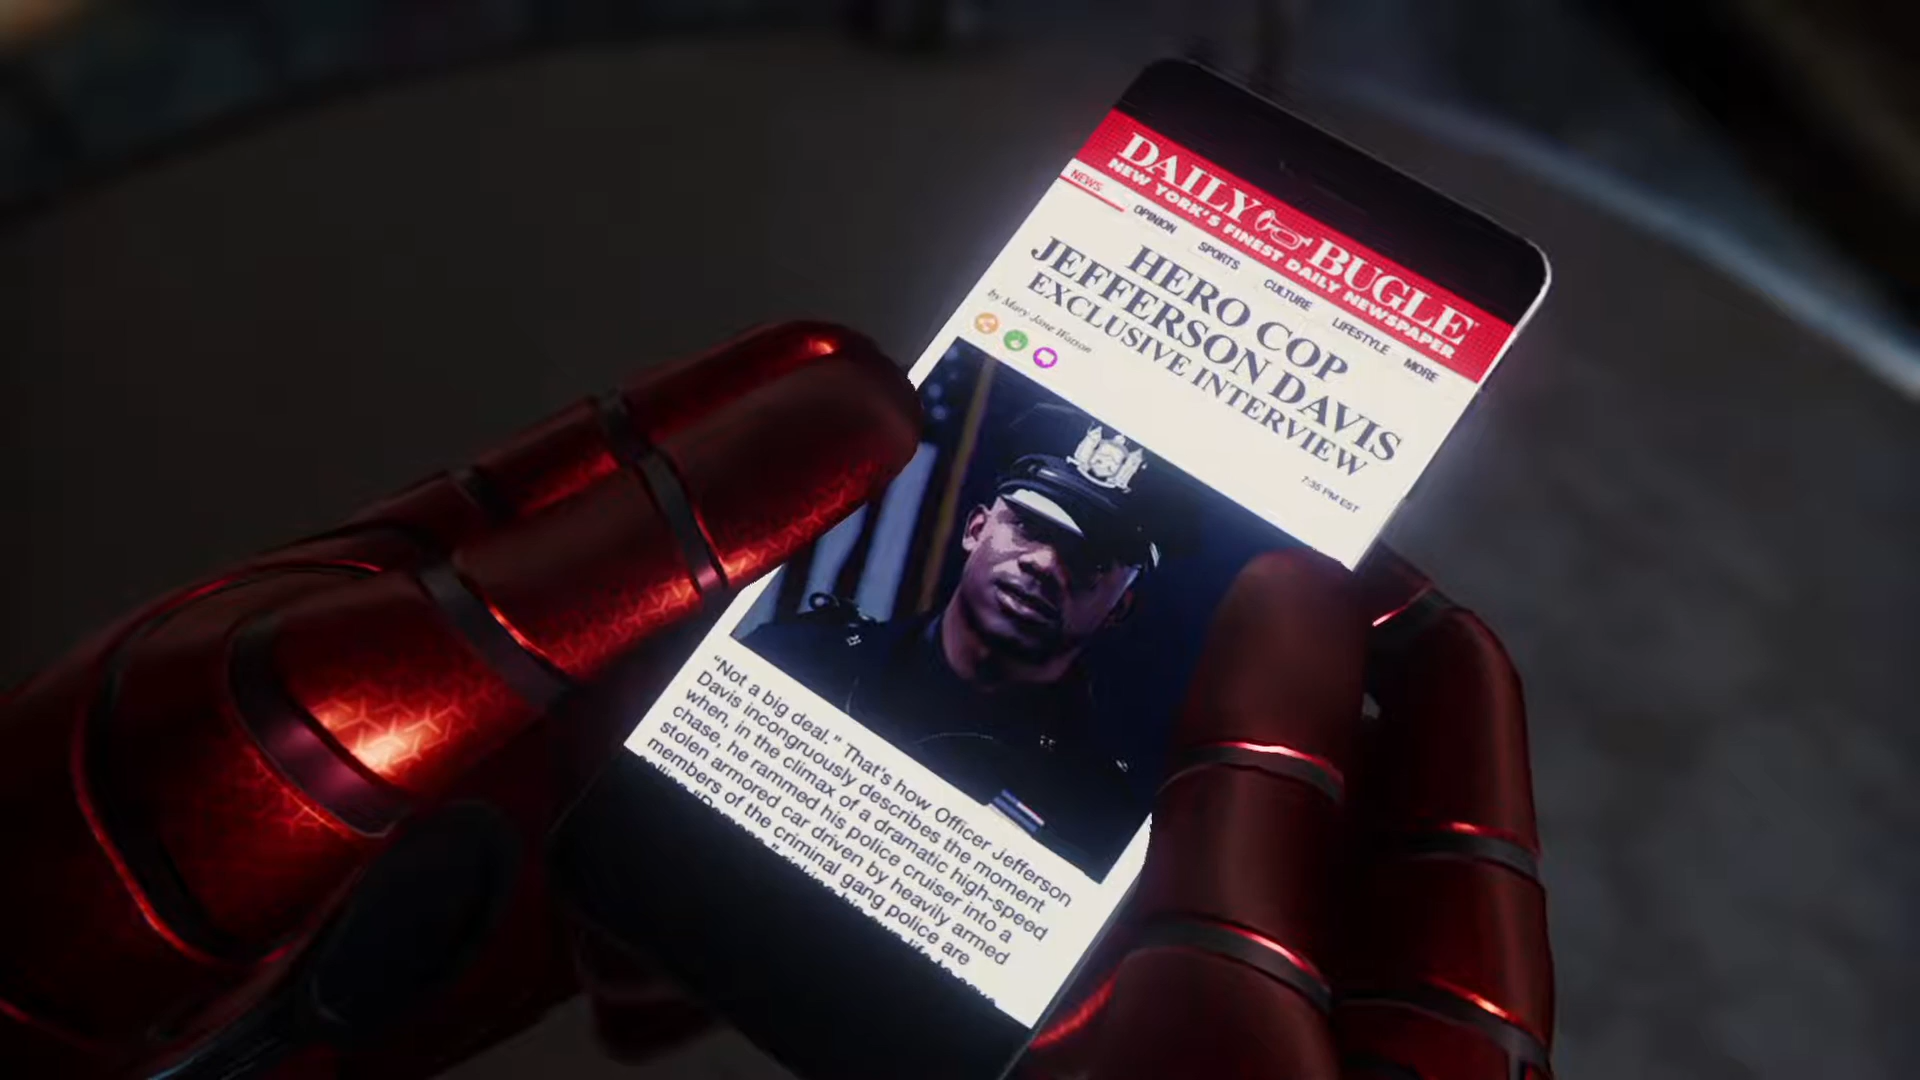 DAILY BUGLE
NEW YORK'S FINEST DAILY NEWSPAPER
NEWS OPINION SPORTS CULTURE LIFESTYLE MORE
HERO COP
JEFFERSON DAVIS
EXCLUSIVE INTERVIEW
by Mary Jane Watson
7:35 PM EST
“Not a big deal.” That's how Officer Jefferson
Davis incongruously describes the moment
when, in the climax of a dramatic high-speed
chase, he rammed his police cruiser into a
stolen armored car driven by heavily armed
members of the criminal gang police are